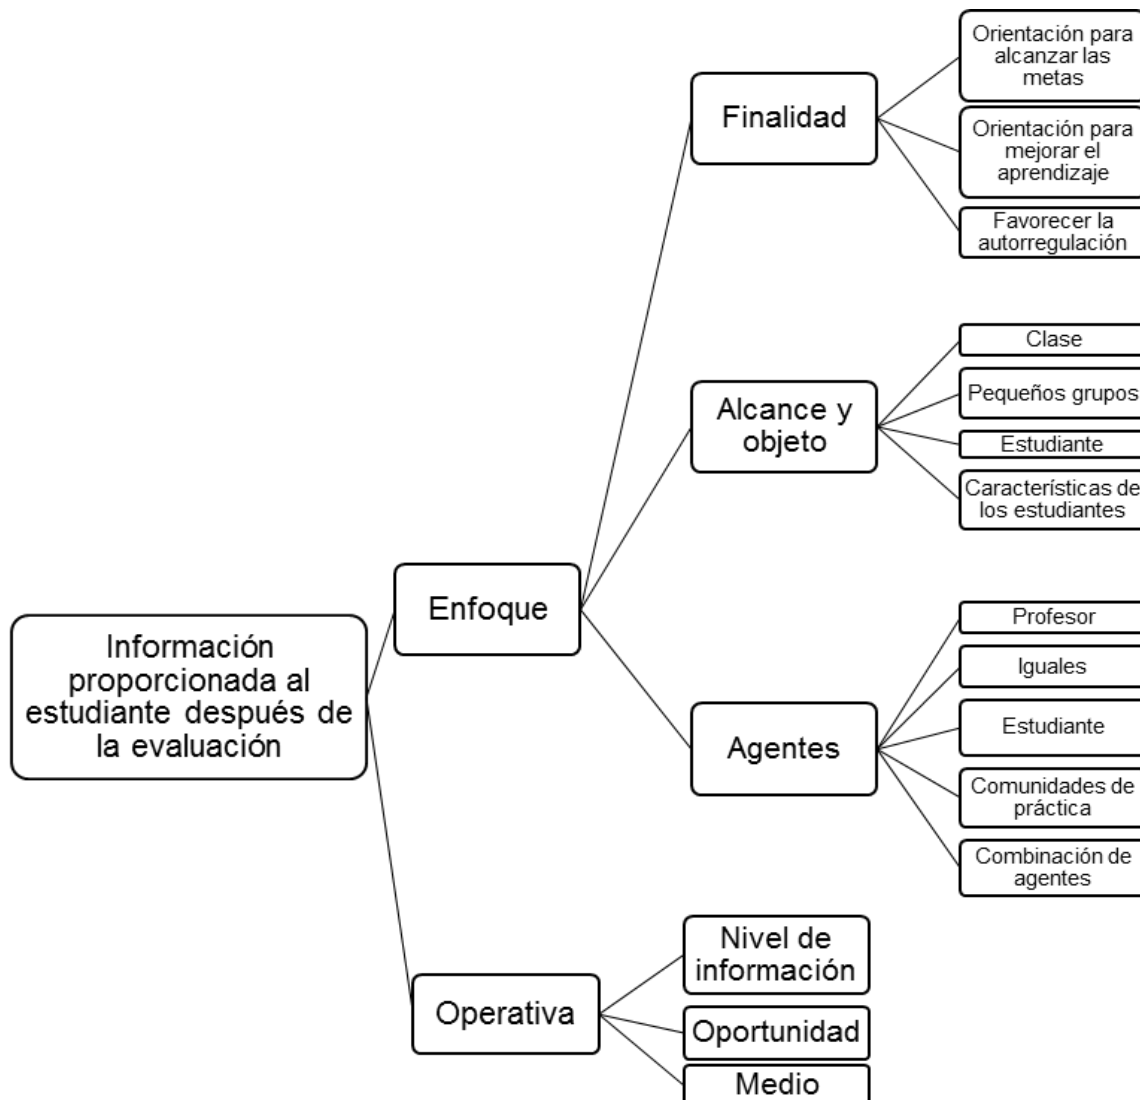 Información
proporcionada al
estudiante después de
la evaluación
Enfoque
Finalidad
Orientación para
alcanzar las
metas
Orientación para
mejorar el
aprendizaje
Favorecer la
autorregulación
Alcance y
objeto
Clase
Pequeños grupos
Estudiante
Características de
los estudiantes
Agentes
Profesor
Iguales
Estudiante
Comunidades de
práctica
Combinación de
agentes
Operativa
Nivel de
información
Oportunidad
Medio